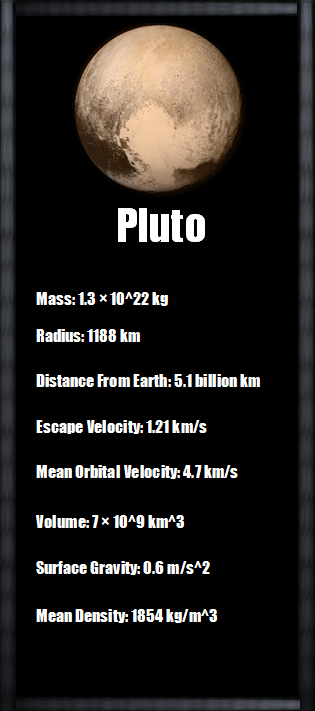 Pluto
Mass: 1.3 × 10^22 kg
Radius: 1188 km
Distance From Earth: 5.1 billion km
Escape Velocity: 1.21 km/s
Mean Orbital Velocity: 4.7 km/s
Volume: 7 × 10^9 km^3
Surface Gravity: 0.6 m/s^2
Mean Density: 1854 kg/m^3